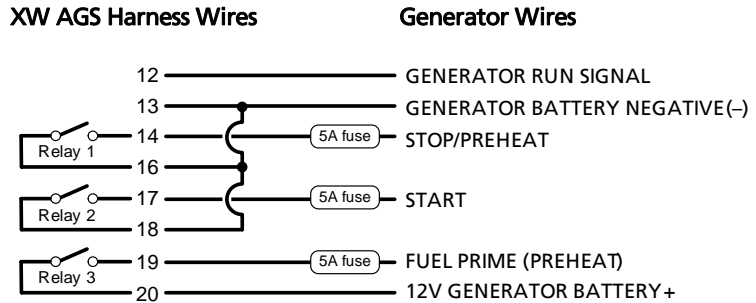 XW AGS Harness Wires Generator Wires
12 GENERATOR RUN SIGNAL
13 GENERATOR BATTERY NEGATIVE(–)
14 5A fuse STOP/PREHEAT
Relay 1
16
17 5A fuse START
Relay 2
18
19 5A fuse FUEL PRIME (PREHEAT)
Relay 3
20 12V GENERATOR BATTERY+